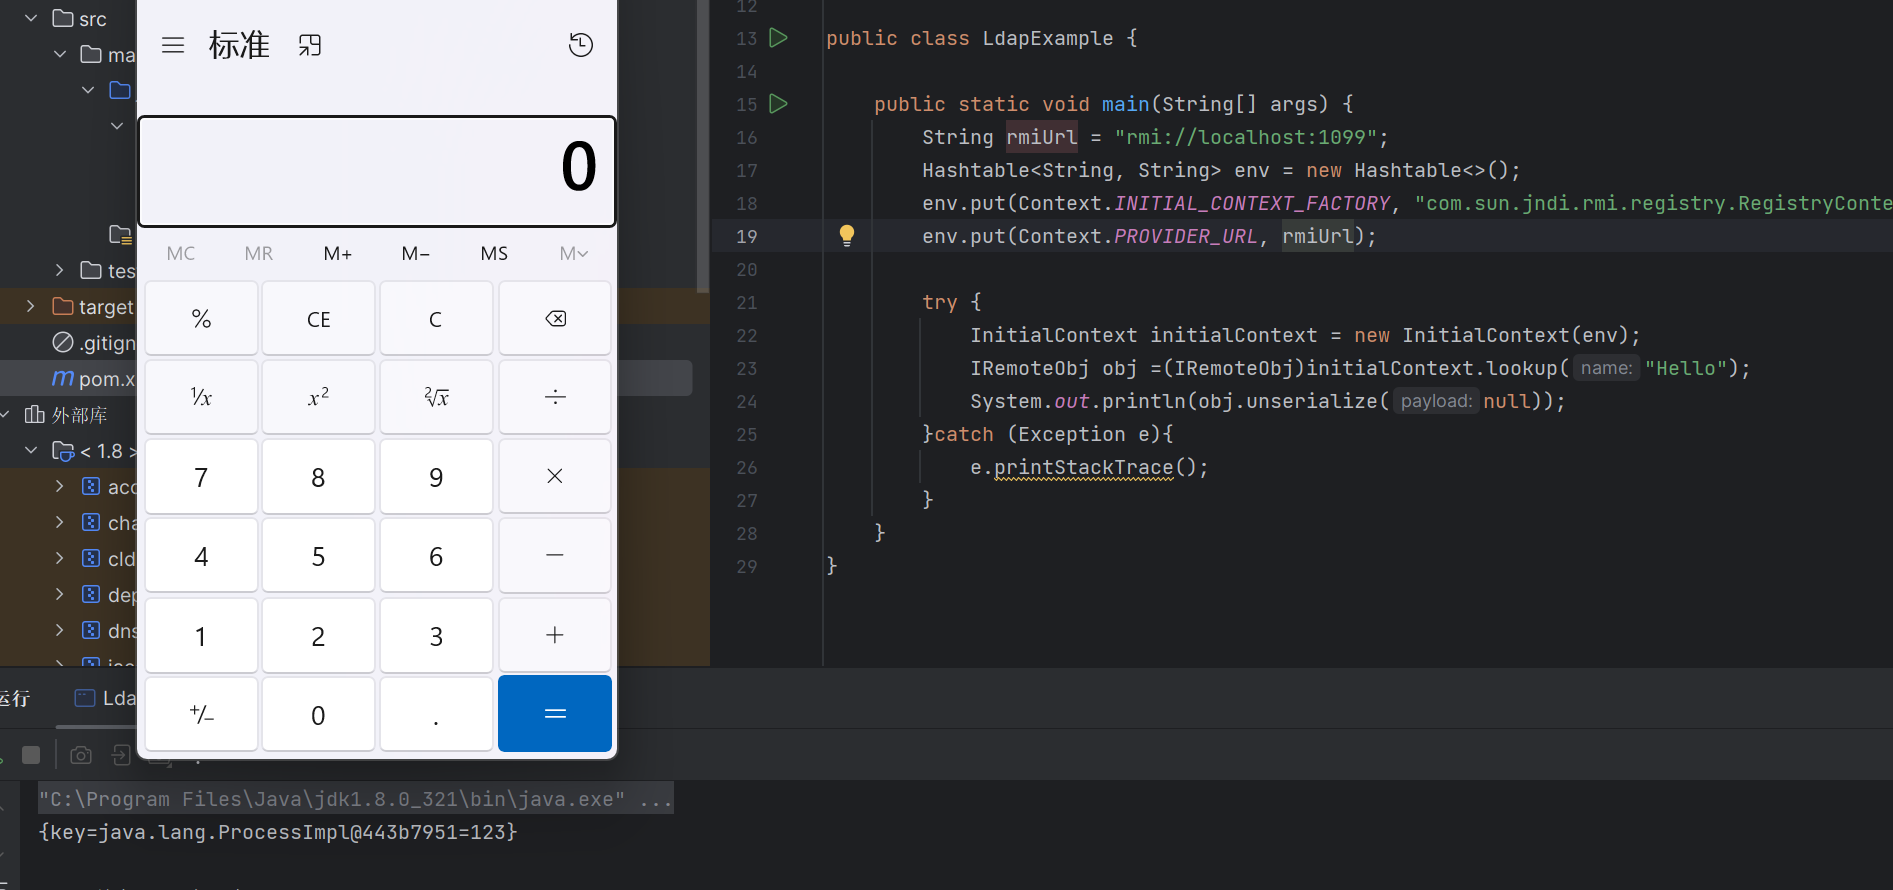 src
ma
tes
target
.gitign
pom.x
外部库
< 1.8 >
acc
cha
cld
dep
dns
标准
0
MC MR M+ M− MS M
% CE C
⅟x x² ²√x ÷
7 8 9 ×
4 5 6 −
1 2 3 +
+/− 0 . =
12
13 public class LdapExample {
14
15 public static void main(String[] args) {
16 String rmiUrl = "rmi://localhost:1099";
17 Hashtable<String, String> env = new Hashtable<>();
18 env.put(Context.INITIAL_CONTEXT_FACTORY, "com.sun.jndi.rmi.registry.RegistryConte
19 env.put(Context.PROVIDER_URL, rmiUrl);
20
21 try {
22 InitialContext initialContext = new InitialContext(env);
23 IRemoteObj obj =(IRemoteObj)initialContext.lookup( name: "Hello");
24 System.out.println(obj.unserialize( payload: null));
25 }catch (Exception e){
26 e.printStackTrace();
27 }
28 }
29 }
运行 Lda
"C:\Program Files\Java\jdk1.8.0_321\bin\java.exe" ...
{key=java.lang.ProcessImpl@443b7951=123}